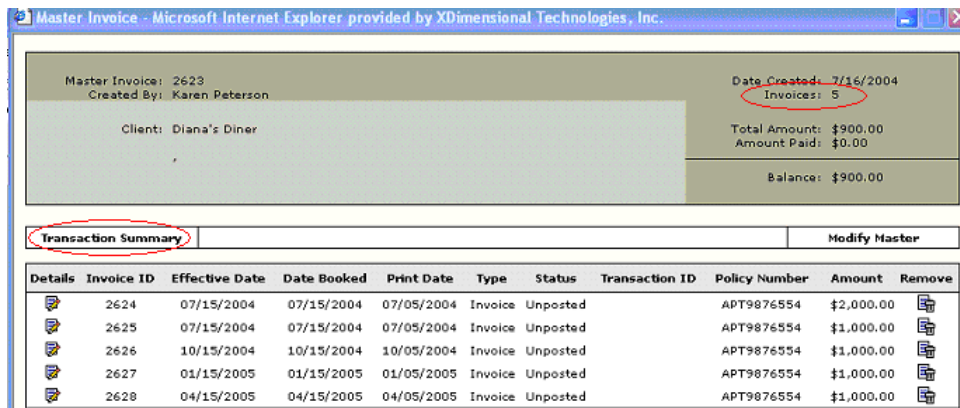 Master Invoice - Microsoft Internet Explorer provided by XDimensional Technologies, Inc.
Master Invoice: 2623 Date Created: 7/16/2004
Created By: Karen Peterson Invoices: 5
Client: Diana's Diner Total Amount: $900.00
Amount Paid: $0.00
,
Balance: $900.00
Transaction Summary Modify Master
Details Invoice ID Effective Date Date Booked Print Date Type Status Transaction ID Policy Number Amount Remove
2624 07/15/2004 07/15/2004 07/05/2004 Invoice Unposted APT9876554 $2,000.00
2625 07/15/2004 07/15/2004 07/05/2004 Invoice Unposted APT9876554 $1,000.00
2626 10/15/2004 10/15/2004 10/05/2004 Invoice Unposted APT9876554 $1,000.00
2627 01/15/2005 01/15/2005 01/05/2005 Invoice Unposted APT9876554 $1,000.00
2628 04/15/2005 04/15/2005 04/05/2005 Invoice Unposted APT9876554 $1,000.00